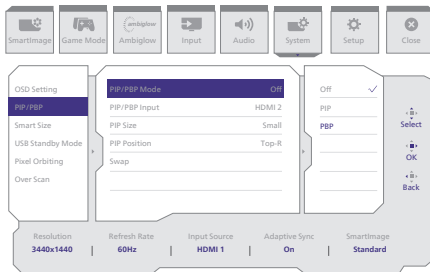 SmartImage
Game Mode
ambiglow
Ambiglow
Input
Audio
System
Setup
Close
OSD Setting
PIP/PBP
Smart Size
USB Standby Mode
Pixel Orbiting
Over Scan
PIP/PBP Mode Off
PIP/PBP Input HDMI 2
PIP Size Small
PIP Position Top-R
Swap
Off
PIP
PBP
Select
OK
Back
Resolution
3440x1440
Refresh Rate
60Hz
Input Source
HDMI 1
Adaptive Sync
On
SmartImage
Standard